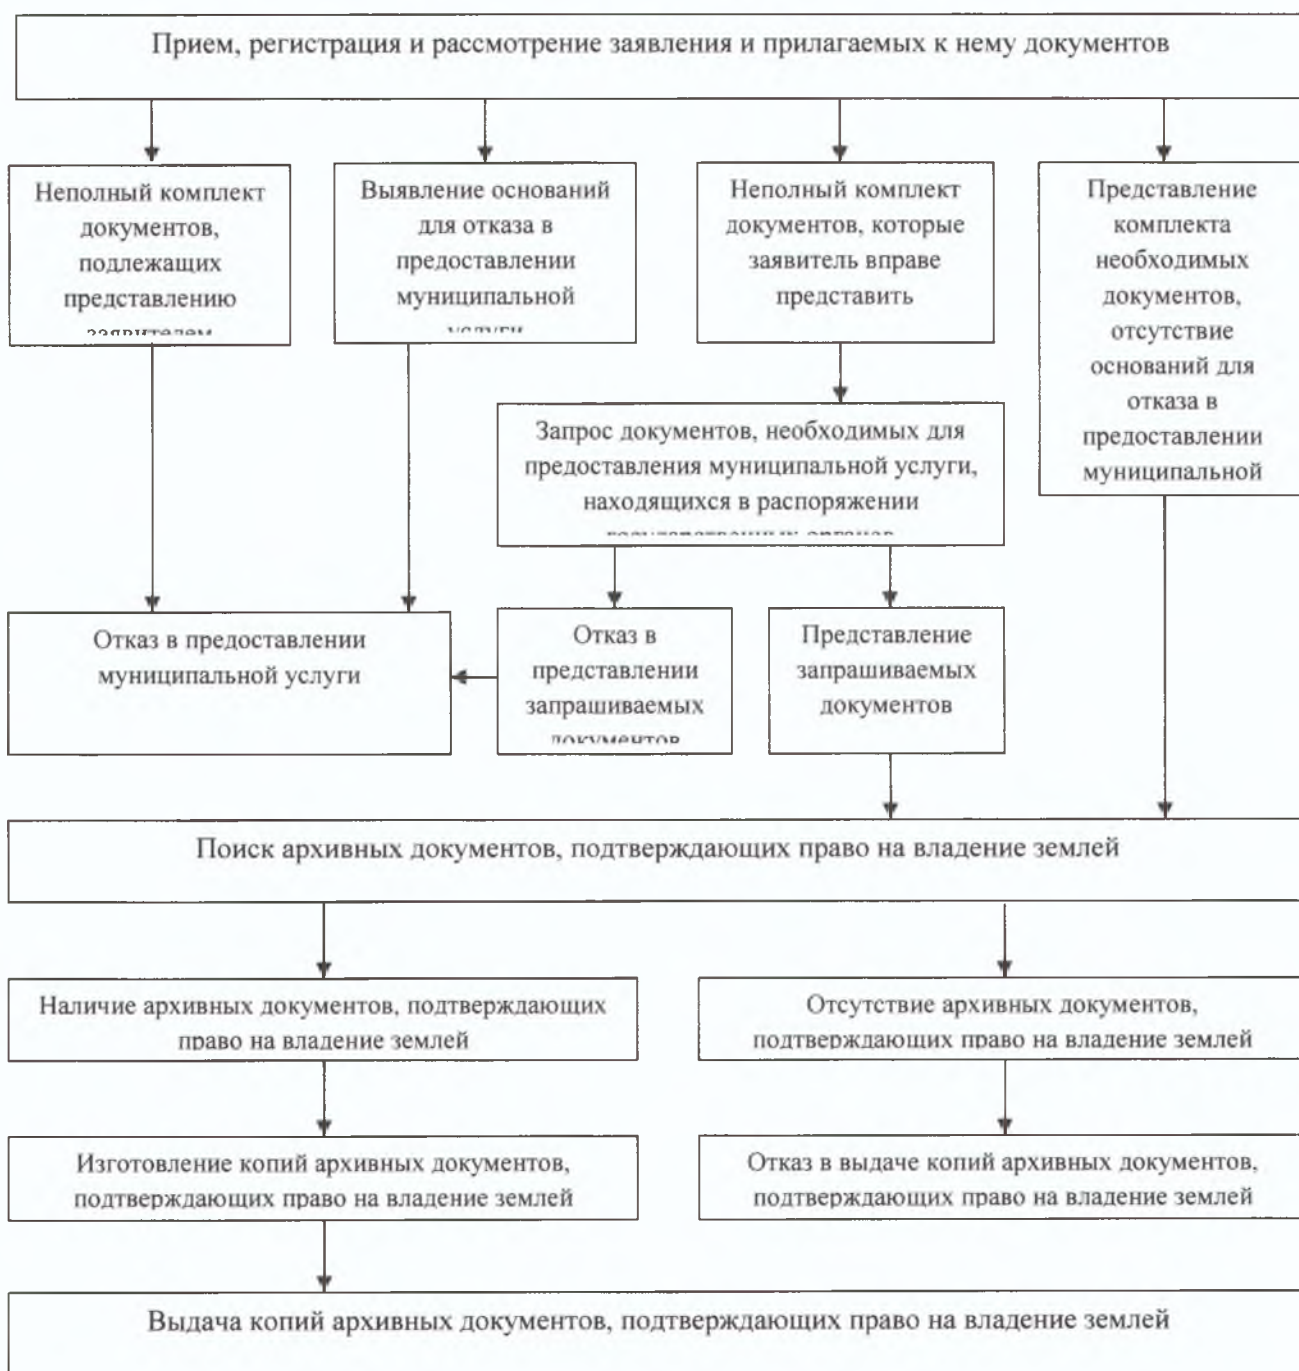 Прием, регистрация и рассмотрение заявления и прилагаемых к нему документов
Неполный комплект
документов,
подлежащих
представлению
заявителем
Выявление оснований
для отказа в
предоставлении
муниципальной
услуги
Неполный комплект
документов, которые
заявитель вправе
представить
Представление
комплекта
необходимых
документов,
отсутствие
оснований для
отказа в
предоставлении
муниципальной
Запрос документов, необходимых для
предоставления муниципальной услуги,
находящихся в распоряжении
государственных органов
Отказ в предоставлении
муниципальной услуги
Отказ в
представлении
запрашиваемых
документов
Представление
запрашиваемых
документов
Поиск архивных документов, подтверждающих право на владение землей
Наличие архивных документов, подтверждающих
право на владение землей
Отсутствие архивных документов,
подтверждающих право на владение землей
Изготовление копий архивных документов,
подтверждающих право на владение землей
Отказ в выдаче копий архивных документов,
подтверждающих право на владение землей
Выдача копий архивных документов, подтверждающих право на владение землей